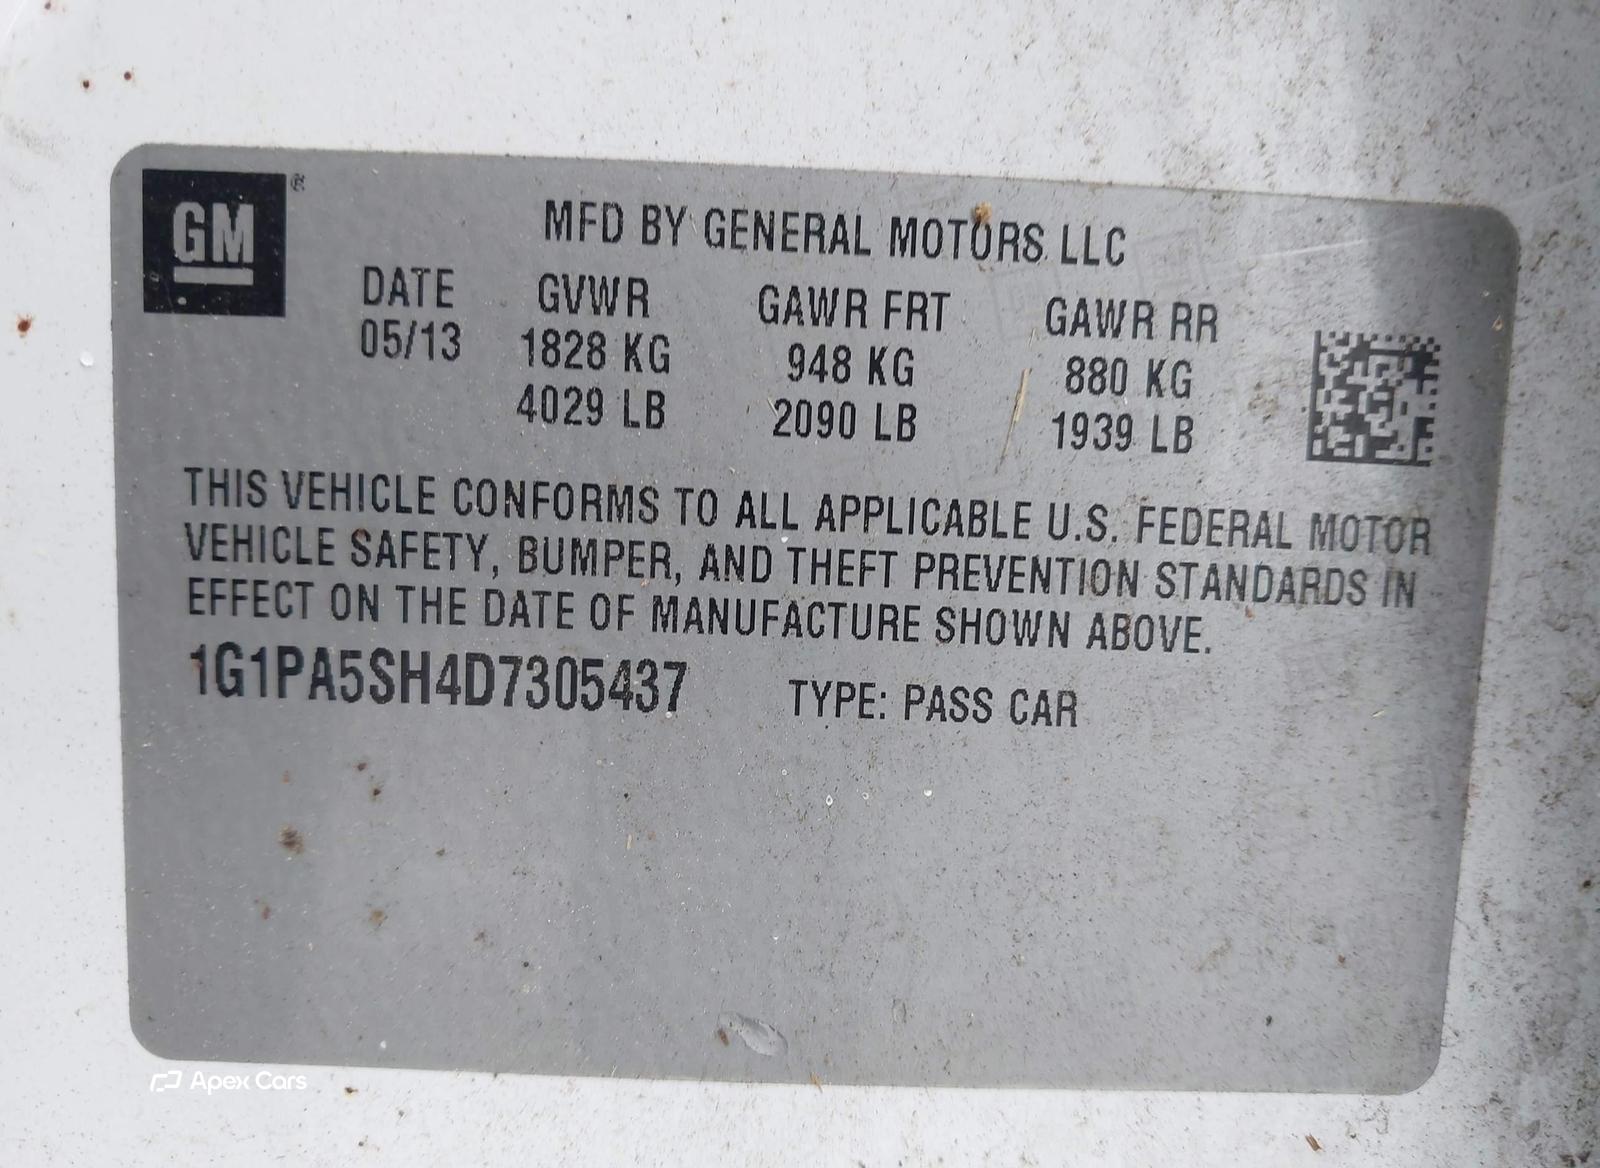 GM ®
MFD BY GENERAL MOTORS LLC
DATE GVWR GAWR FRT GAWR RR
05/13 1828 KG 948 KG 880 KG
4029 LB 2090 LB 1939 LB
THIS VEHICLE CONFORMS TO ALL APPLICABLE U.S. FEDERAL MOTOR
VEHICLE SAFETY, BUMPER, AND THEFT PREVENTION STANDARDS IN
EFFECT ON THE DATE OF MANUFACTURE SHOWN ABOVE.
1G1PA5SH4D7305437 TYPE: PASS CAR
Apex Cars